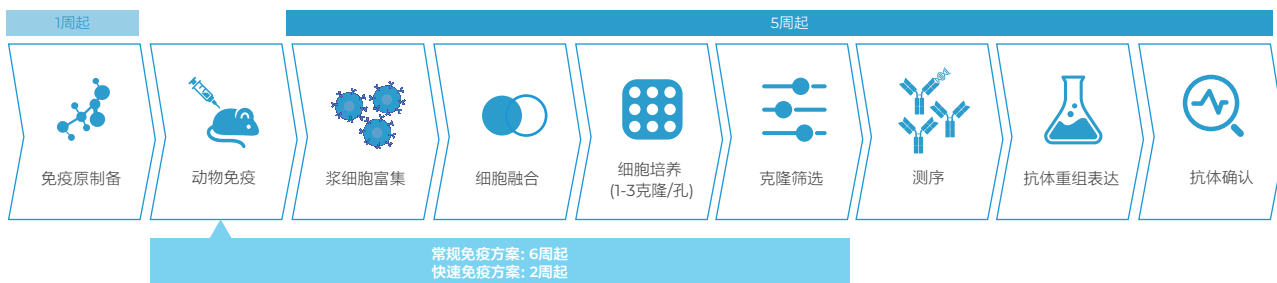 1周起
5周起
免疫原制备
动物免疫
浆细胞富集
细胞融合
细胞培养
(1-3克隆/孔)
克隆筛选
测序
抗体重组表达
抗体确认
常规免疫方案: 6周起
快速免疫方案: 2周起